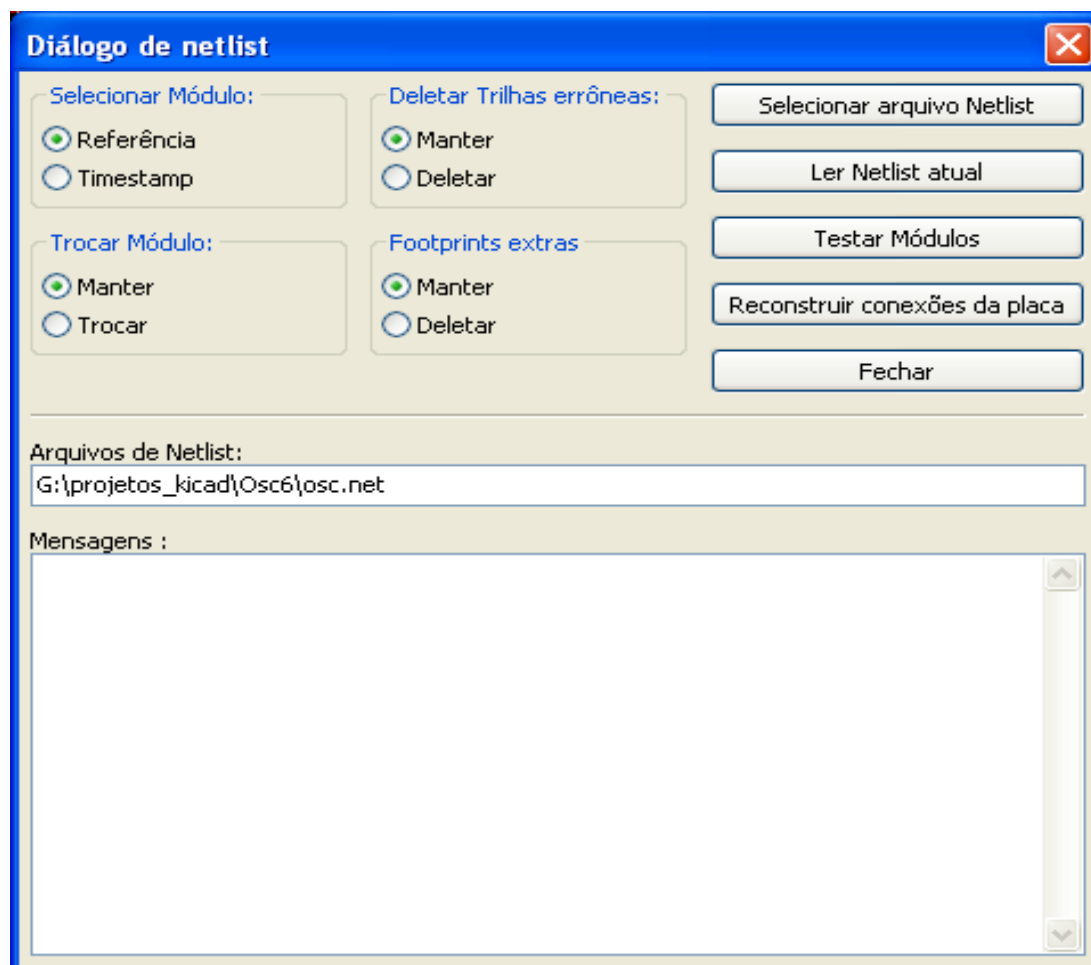 Diálogo de netlist
Selecionar Módulo:
Referência
Timestamp
Deletar Trilhas errôneas:
Manter
Deletar
Selecionar arquivo Netlist
Ler Netlist atual
Trocar Módulo:
Manter
Trocar
Footprints extras
Manter
Deletar
Testar Módulos
Reconstruir conexões da placa
Fechar
Arquivos de Netlist:
G:\projetos_kicad\Osc6\osc.net
Mensagens :